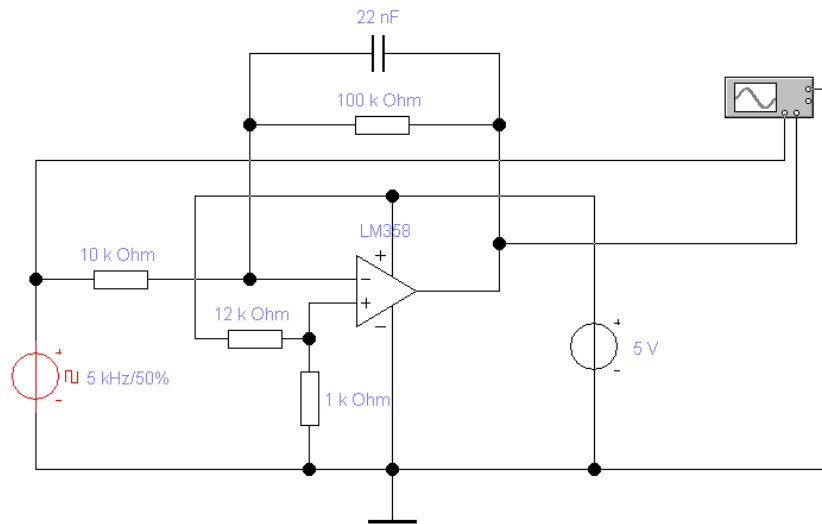 22 nF
100 k Ohm
LM358
+
10 k Ohm
−
+
12 k Ohm
−
+
5 kHz/50%
−
1 k Ohm
+
5 V
−